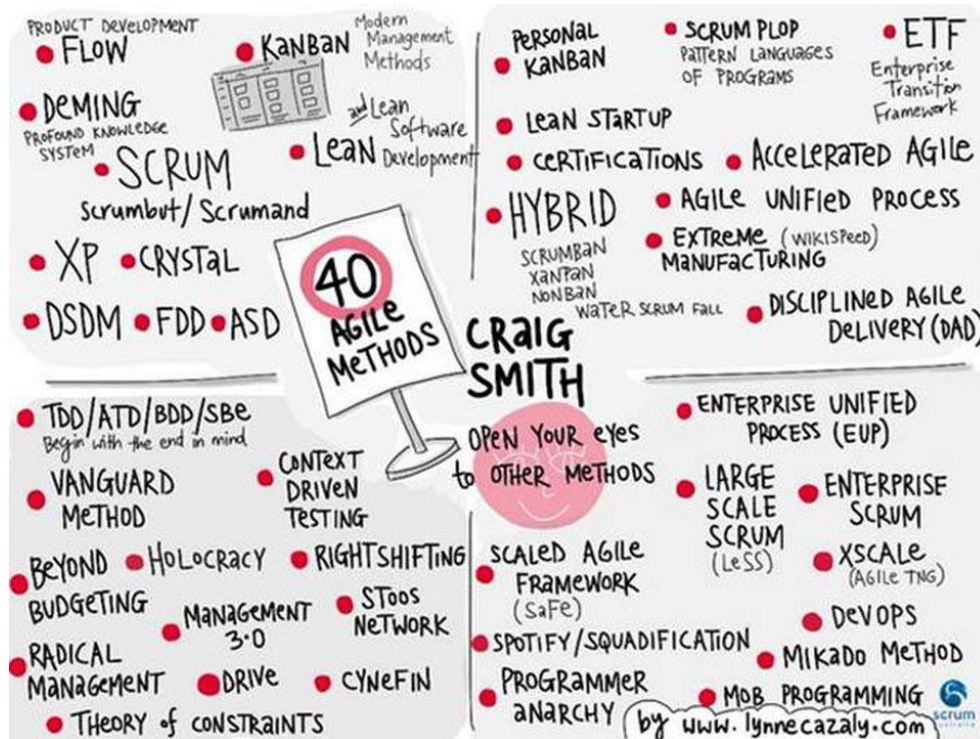 PRODUCT DEVELOPMENT
FLOW
KANBAN
Modern
Management
Methods
DEMING
PROFOUND KNOWLEDGE
SYSTEM
and Lean
Software
Development
LEAN
SCRUM
Scrumbut/Scrumand
XP
CRYSTAL
DSDM
FDD
ASD
PERSONAL
KANBAN
SCRUM PLOP
PATTERN LANGUAGES
OF PROGRAMS
ETF
Enterprise
Transition
Framework
LEAN STARTUP
CERTIFICATIONS
ACCELERATED AGILE
HYBRID
SCRUMBAN
XANPAN
NONBAN
WATER SCRUM FALL
AGILE UNIFIED PROCESS
EXTREME (WIKISPEED)
MANUFACTURING
DISCIPLINED AGILE
DELIVERY (DAD)
40
AGILE
METHODS
CRAIG
SMITH
OPEN YOUR EYES
to OTHER METHODS
TDD/ATD/BDD/SBE
Begin with the end in mind
VANGUARD
METHOD
CONTEXT
DRIVEN
TESTING
BEYOND
BUDGETING
HOLOCRACY
RIGHTSHIFTING
MANAGEMENT
3.0
STOOS
NETWORK
RADICAL
MANAGEMENT
DRIVE
CYNEFIN
THEORY of CONSTRAINTS
ENTERPRISE UNIFIED
PROCESS (EUP)
LARGE
SCALE
SCRUM
(LeSS)
ENTERPRISE
SCRUM
SCALED AGILE
FRAMEWORK
(SAFe)
XSCALE
(AGILE TNG)
DEVOPS
SPOTIFY/SQUADIFICATION
MIKADO METHOD
PROGRAMMER
ANARCHY
MOB PROGRAMMING
by www.lynnecazaly.com
scrum